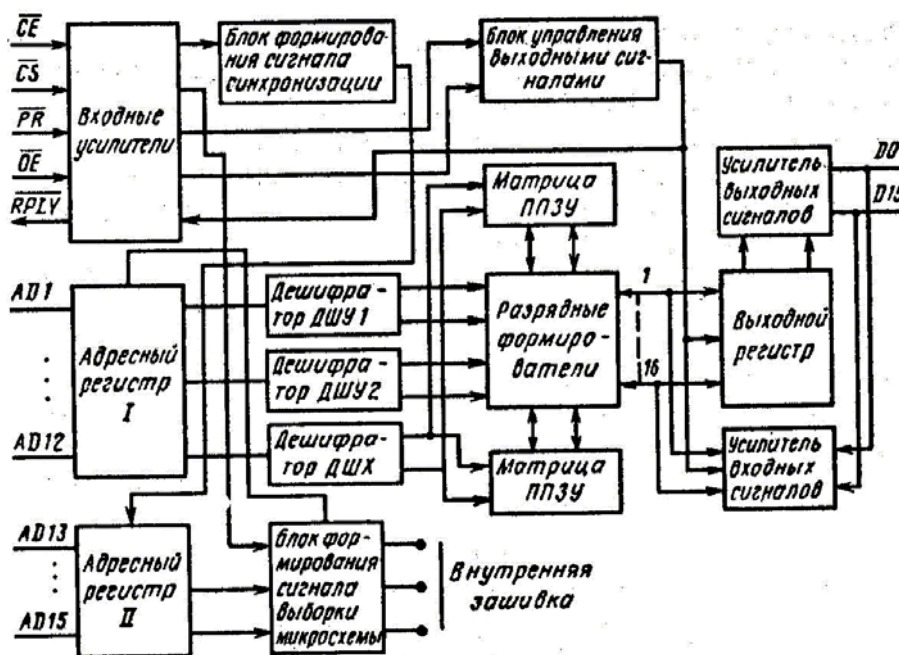 CE
CS
PR
OE
RPLY
Входные
усилители
Блок формирова-
ния сигнала
синхронизации
Блок управления
выходными сиг-
налами
Матрица
ППЗУ
Усилитель
выходных
сигналов
D0
D15
AD1
AD12
Адресный
регистр
I
Дешифра-
тор ДШУ1
Дешифра-
тор ДШУ2
Дешифра-
тор ДШХ
Разрядные
формиро-
ватели
1
16
Выходной
регистр
Матрица
ППЗУ
Усилитель
входных
сигналов
AD13
AD15
Адресный
регистр
II
Блок фор-
мирования
сигнала
выборки
микросхемы
Внутренняя
зашивка